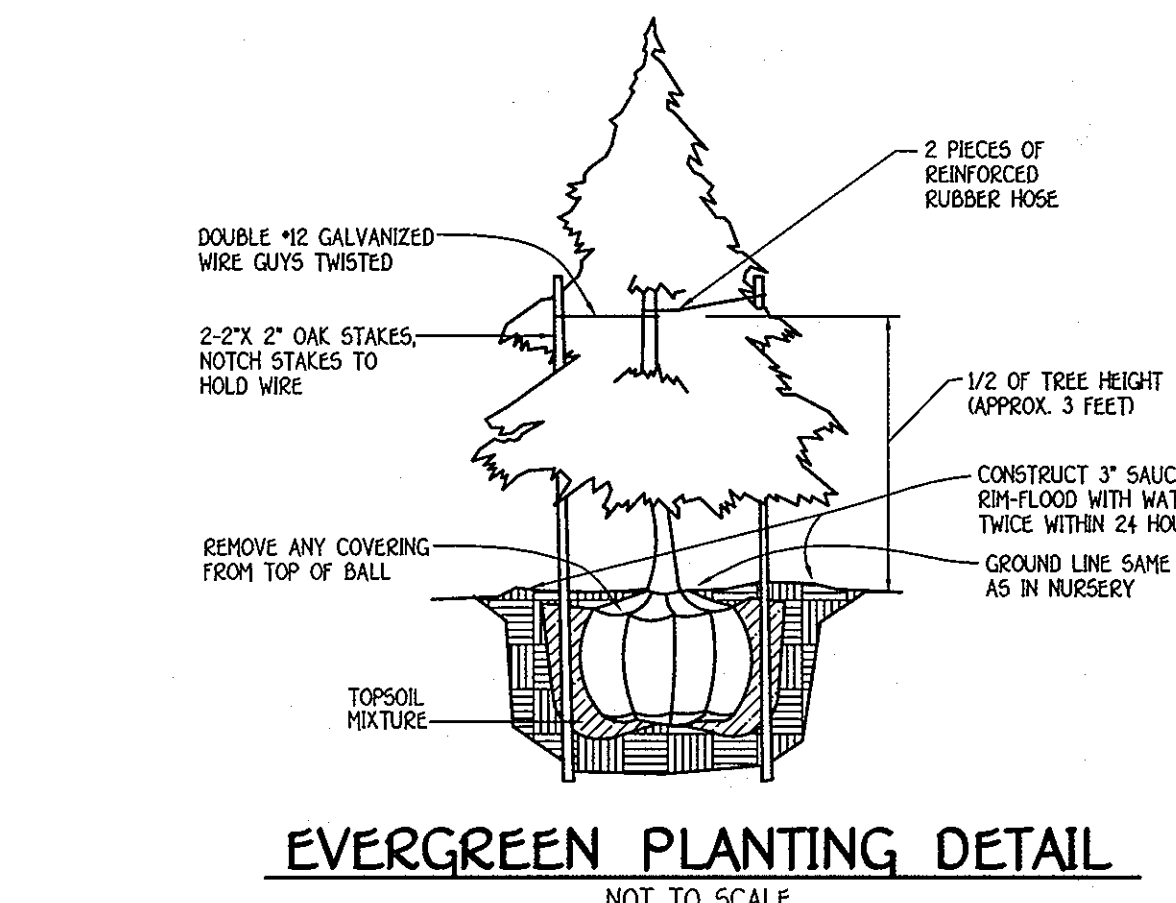 2 PIECES OF
REINFORCED
RUBBER HOSE
DOUBLE #12 GALVANIZED
WIRE GUYS TWISTED
2-2"X 2" OAK STAKES,
NOTCH STAKES TO
HOLD WIRE
1/2 OF TREE HEIGHT
(APPROX. 3 FEET)
CONSTRUCT 3"
RIM-FLOOD WITH
TWICE WITHIN 24
REMOVE ANY COVERING
FROM TOP OF BALL
GROUND LINE SAME
AS IN NURSERY
TOPSOIL
MIXTURE
EVERGREEN PLANTING DETAIL
NOT TO SCALE